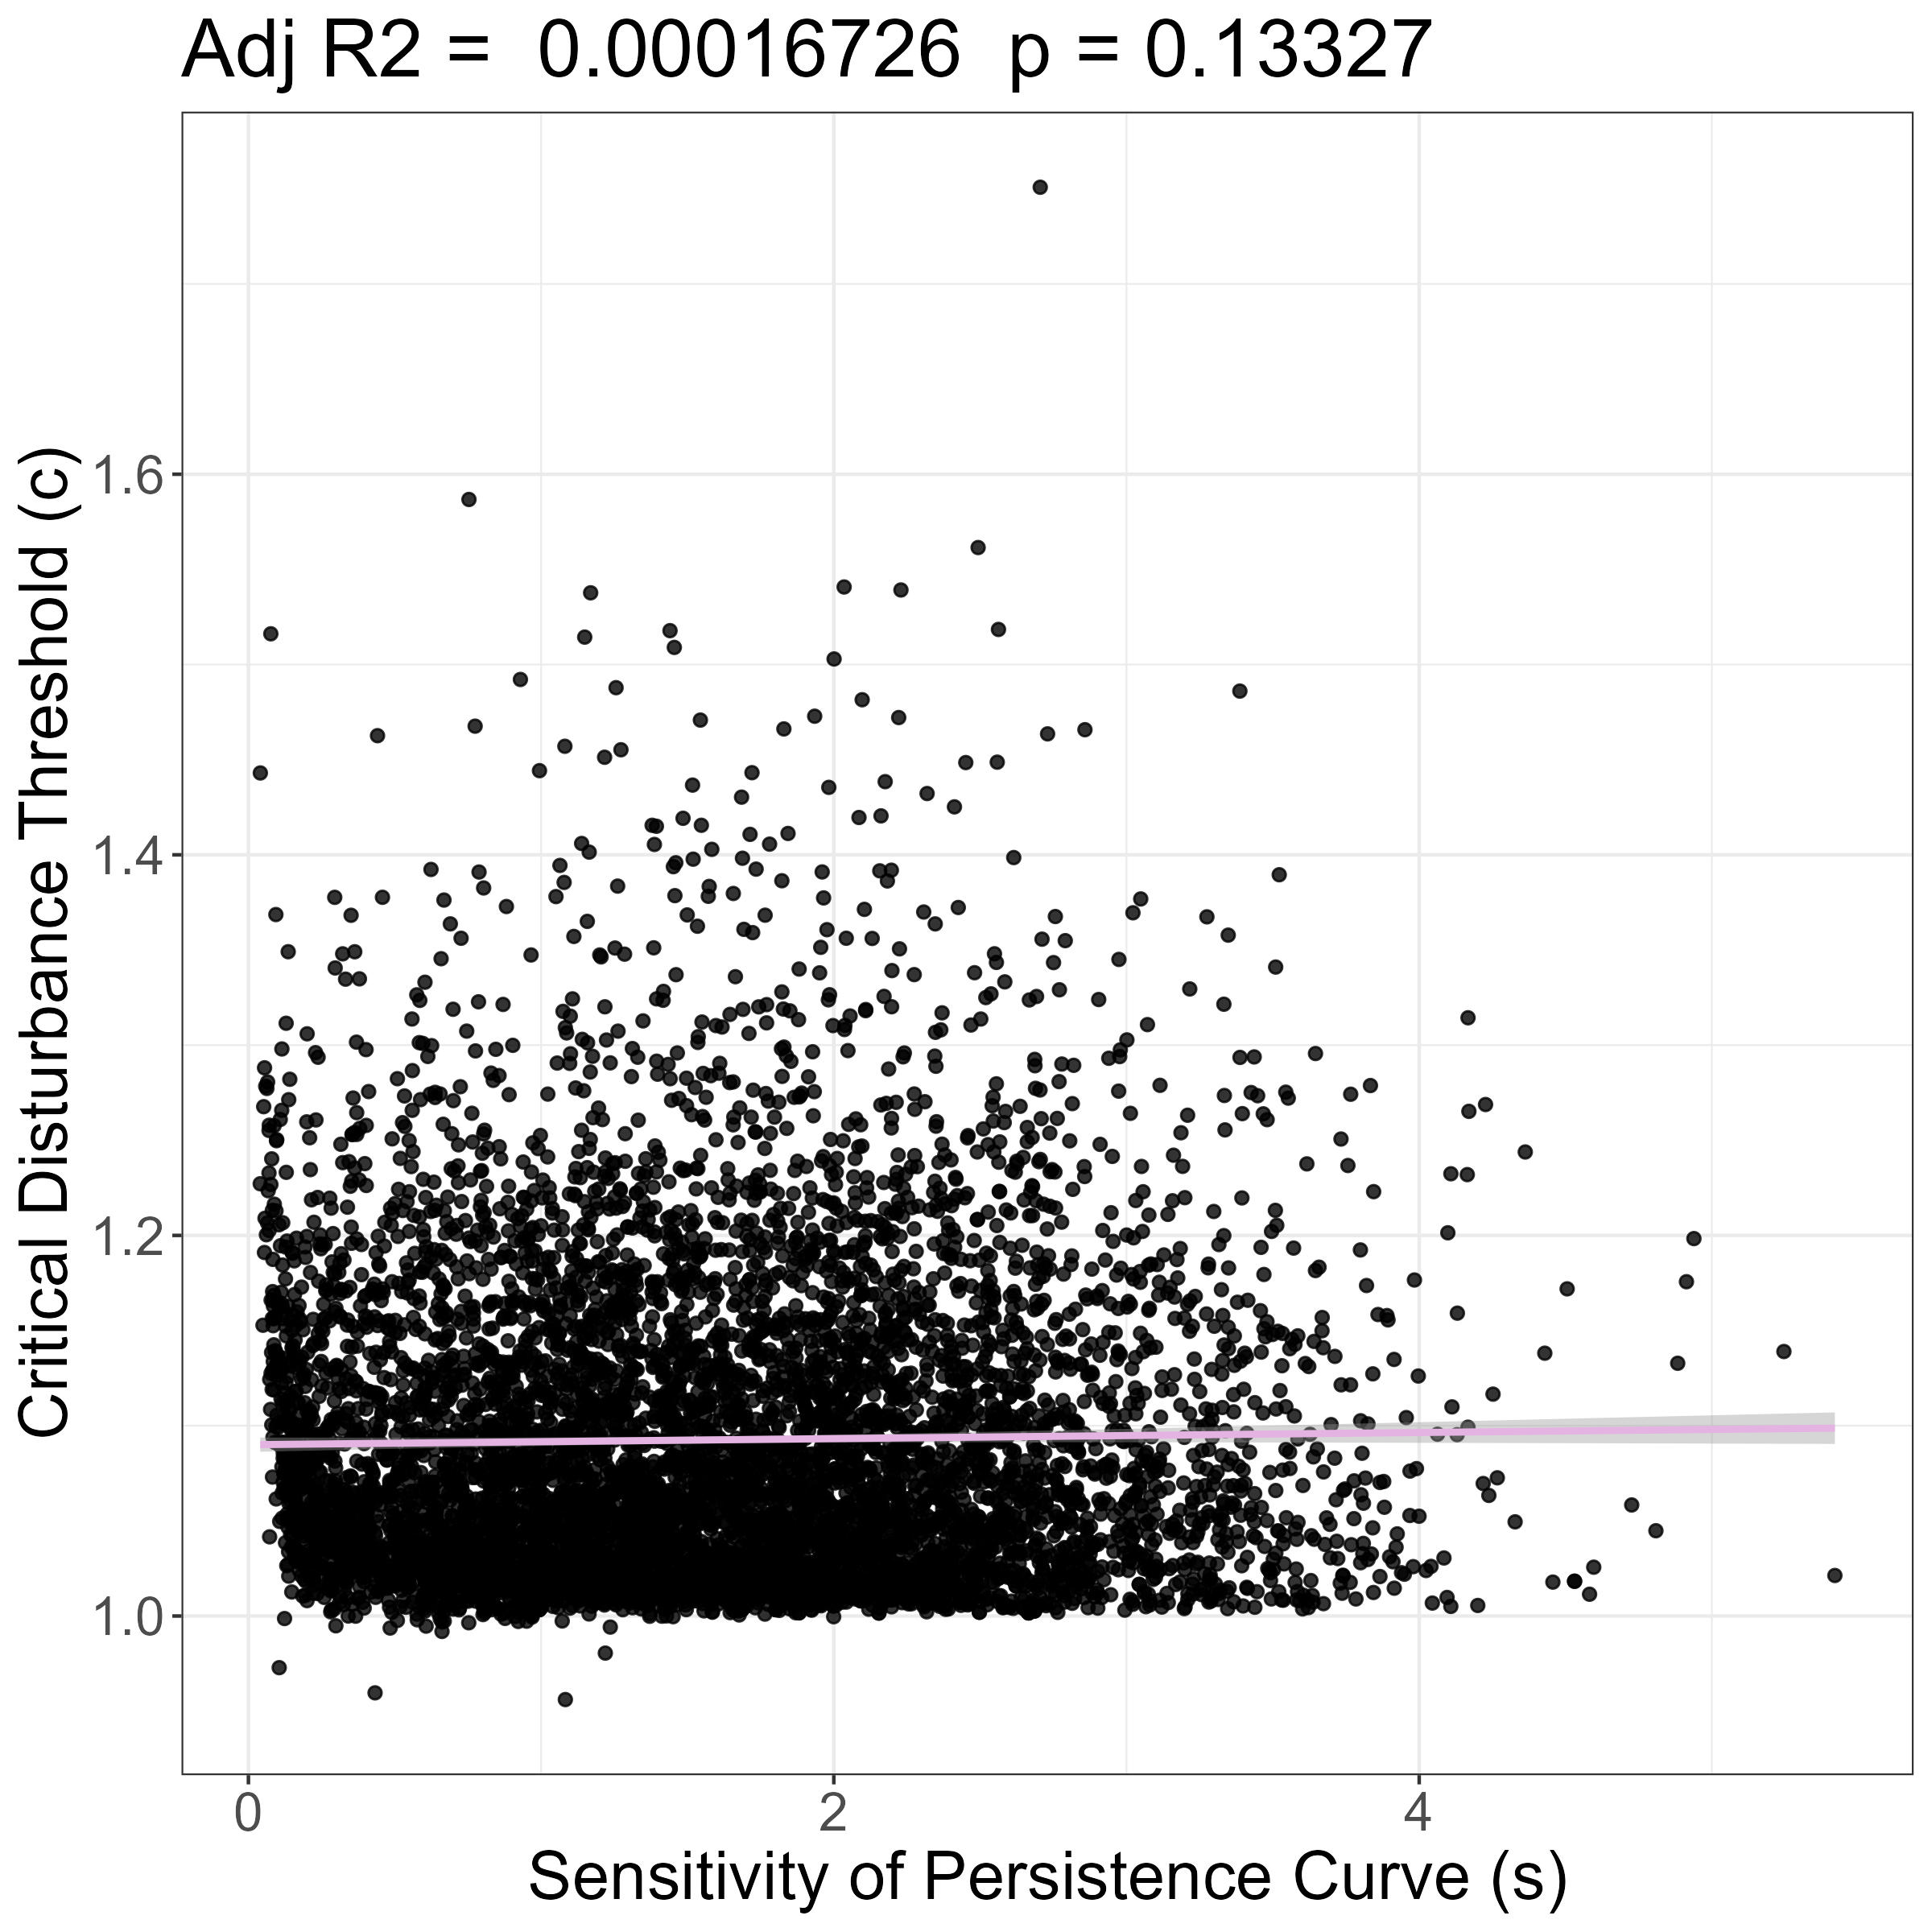 Adj R2 =  0.00016726  p = 0.13327
Critical Disturbance Threshold (c)
1.6
1.4
1.2
1.0
0
2
4
Sensitivity of Persistence Curve (s)